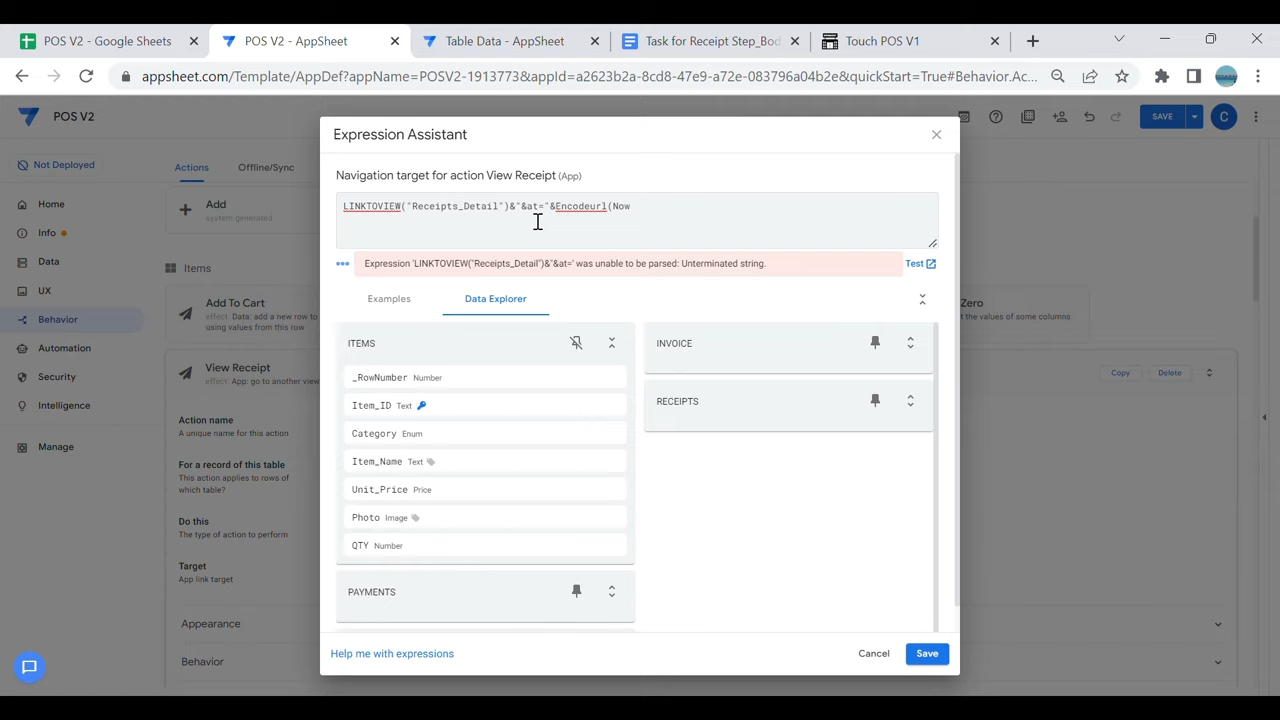 POS V2 - Google Sheets
POS V2 - AppSheet
Table Data - AppSheet
Task for Receipt Step_Bod
Touch POS V1
appsheet.com/Template/AppDef?appName=POSV2-1913773&appId=a2623b2a-8cd8-47e9-a72e-083796a04b2e&quickStart=True#Behavior.Ac...
POS V2
SAVE
C
Not Deployed
Actions
Offline/Sync
Home
Info
Data
UX
Behavior
Automation
Security
Intelligence
Manage
Add
system generated
Items
Add To Cart
effect: Data: add a new row to
using values from this row
Zero
t the values of some columns
View Receipt
effect: App: go to another view
Copy
Delete
Action name
A unique name for this action
For a record of this table
This action applies to rows of
which table?
Do this
The type of action to perform
Target
App link target
Appearance
Behavior
Expression Assistant
Navigation target for action View Receipt (App)
LINKTOVIEW("Receipts_Detail")&"&at="&Encodeurl(Now
Expression 'LINKTOVIEW("Receipts_Detail")&"&at=' was unable to be parsed: Unterminated string.
Test
Examples
Data Explorer
ITEMS
_RowNumber Number
Item_ID Text
Category Enum
Item_Name Text
Unit_Price Price
Photo Image
QTY Number
PAYMENTS
INVOICE
RECEIPTS
Help me with expressions
Cancel
Save